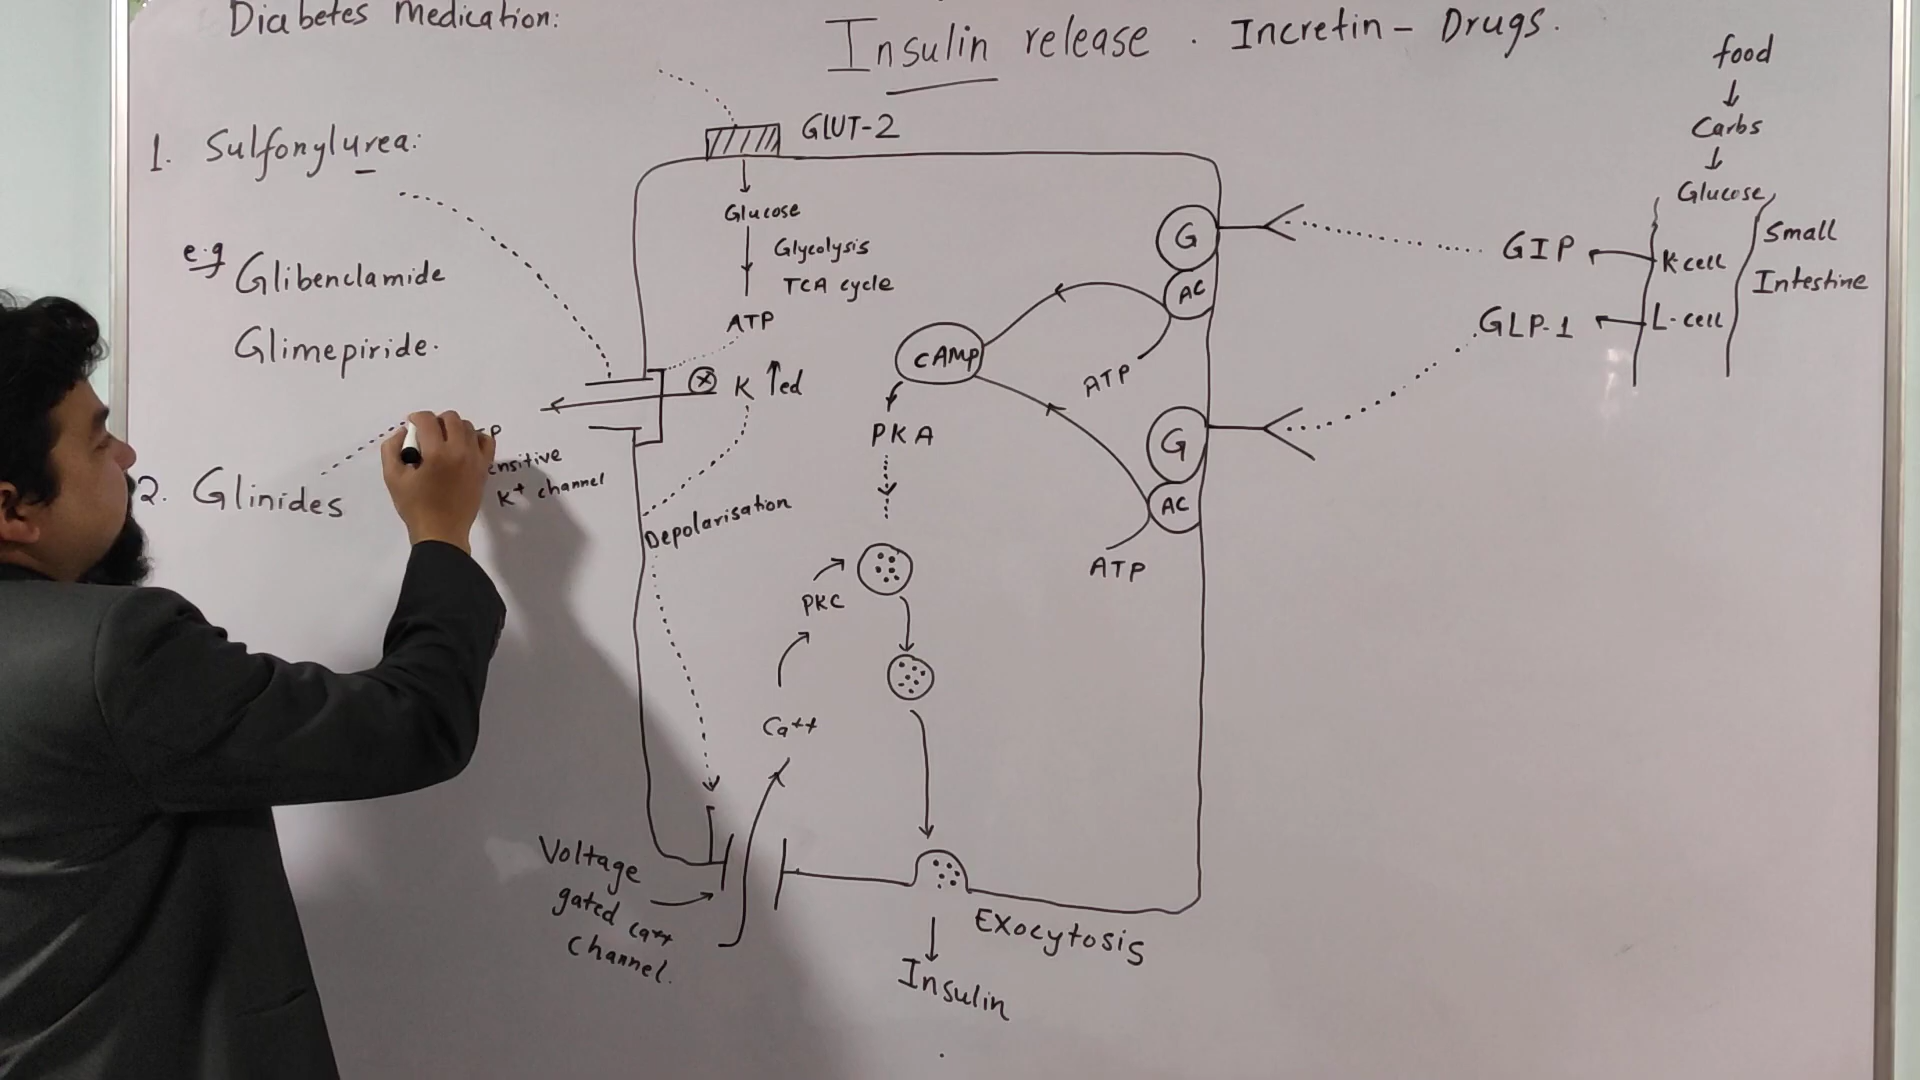 Diabetes Medication:
Insulin release . Incretin - Drugs.
1. Sulfonylurea:
e.g Glibenclamide
Glimepiride.
2. Glinides
GLUT-2
Glucose
Glycolysis
TCA cycle
ATP
K ↑ed
K+ channel
Depolarisation
Voltage
gated Ca++
channel.
Ca++
PKC
cAMP
PKA
G
AC
ATP
G
AC
ATP
Exocytosis
Insulin
food
Carbs
Glucose
Small
Intestine
GIP
K-cell
GLP-1
L-cell